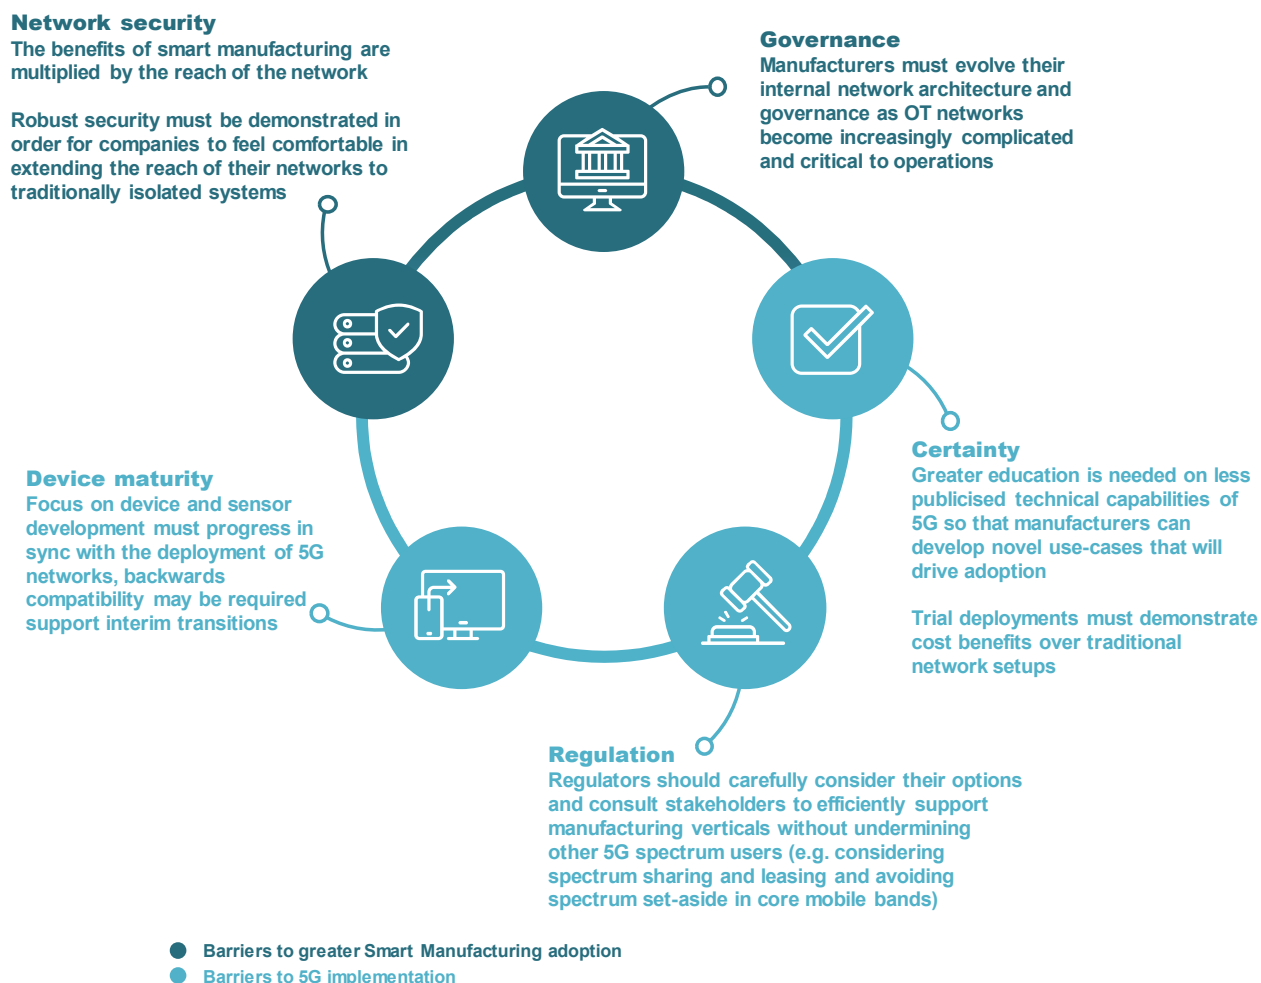 Network security
The benefits of smart manufacturing are
multiplied by the reach of the network
Robust security must be demonstrated in
order for companies to feel comfortable in
extending the reach of their networks to
traditionally isolated systems
Governance
Manufacturers must evolve their
internal network architecture and
governance as OT networks
become increasingly complicated
and critical to operations
Certainty
Greater education is needed on less
publicised technical capabilities of
5G so that manufacturers can
develop novel use-cases that will
drive adoption
Trial deployments must demonstrate
cost benefits over traditional
network setups
Device maturity
Focus on device and sensor
development must progress in
sync with the deployment of 5G
networks, backwards
compatibility may be required
support interim transitions
Regulation
Regulators should carefully consider their options
and consult stakeholders to efficiently support
manufacturing verticals without undermining
other 5G spectrum users (e.g. considering
spectrum sharing and leasing and avoiding
spectrum set-aside in core mobile bands)
Barriers to greater Smart Manufacturing adoption
Barriers to 5G implementation